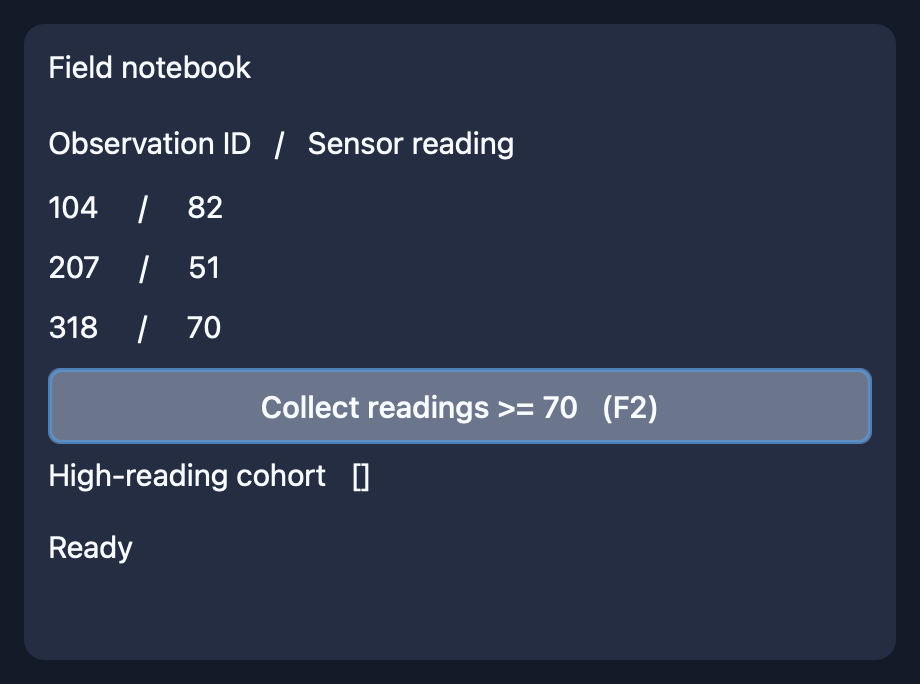 Field notebook
Observation ID / Sensor reading
104 / 82
207 / 51
318 / 70
Collect readings >= 70 (F2)
High-reading cohort []
Ready